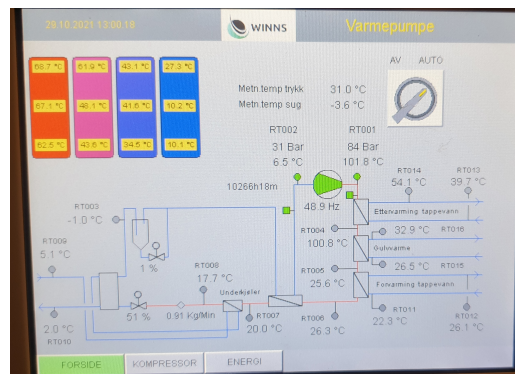 29.10.2021 13:00.19
WINNS
Varmepumpe
AV AUTO
68.7 °C 61.9 °C 43.1 °C 27.3 °C
67.1 °C 48.1 °C 41.6 °C 10.2 °C
62.5 °C 43.6 °C 34.5 °C 10.1 °C
Metn.temp trykk 31.0 °C
Metn.temp sug -3.6 °C
RT002 RT001
31 Bar 84 Bar
6.5 °C 101.8 °C
RT014 RT013
54.1 °C 39.7 °C
10266h18m
48.9 Hz
Ettervarming tappevann
RT003
-1.0 °C
RT004 32.9 °C RT016
100.8 °C Gulvvarme
RT009
5.1 °C
1 %
RT008
17.7 °C
RT005 26.5 °C RT015
25.6 °C Forvarming tappevann
Underkjøler
51 % 0.91 Kg/Min
RT007
20.0 °C
RT006
26.3 °C
RT011
22.3 °C
RT012
26.1 °C
2.0 °C
RT010
FORSIDE KOMPRESSOR ENERGI